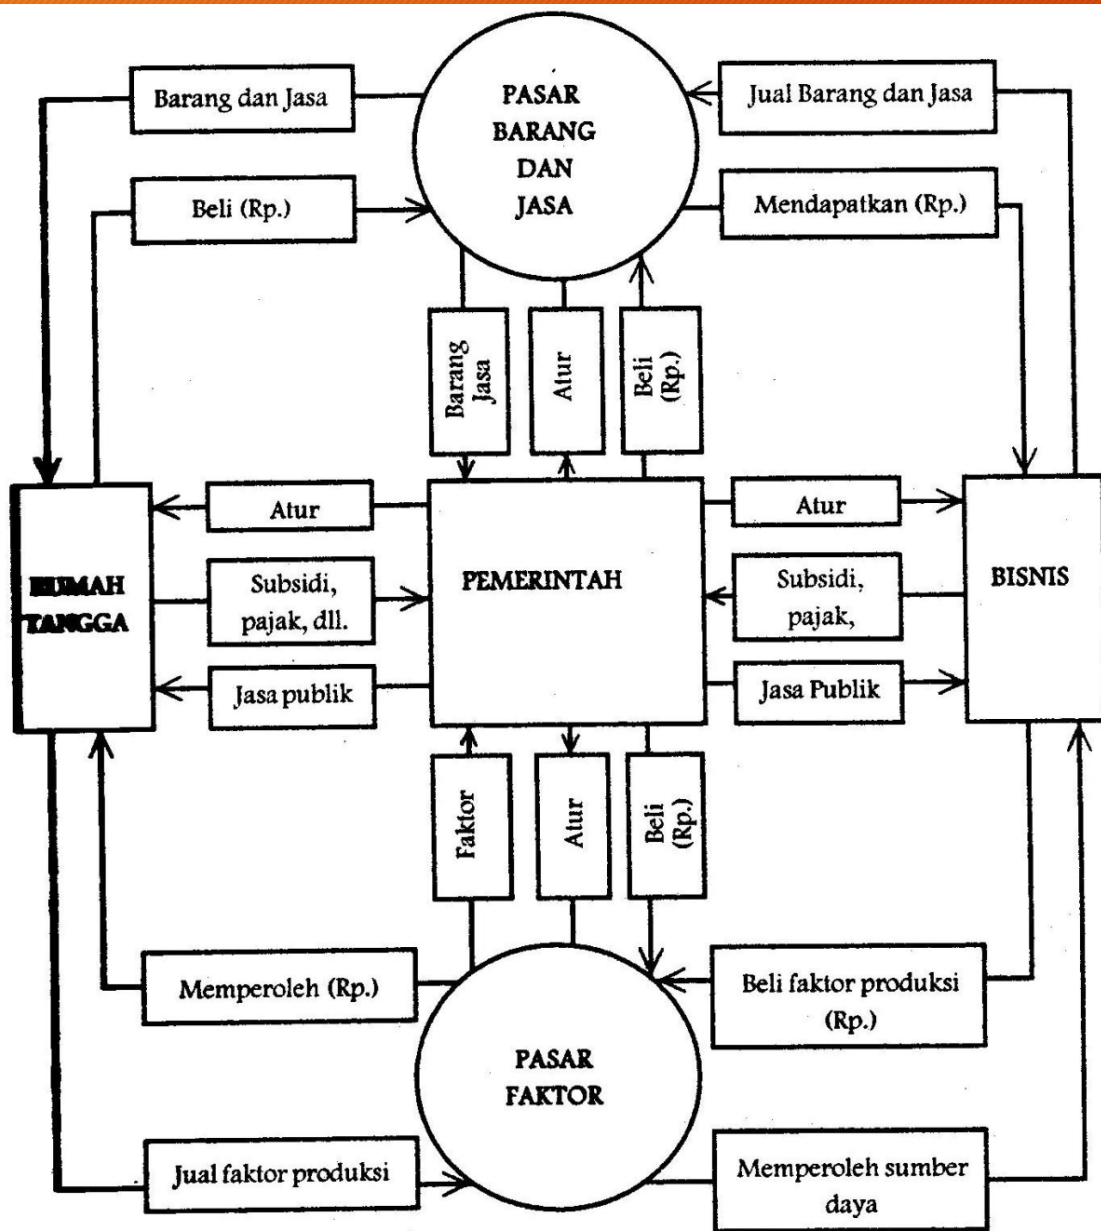 Barang dan Jasa
PASAR
BARANG
DAN
JASA
Jual Barang dan Jasa
Beli (Rp.)
Mendapatkan (Rp.)
Barang
Jasa
Atur
Beli
(Rp.)
Atur
Atur
RUMAH
TANGGA
Subsidi,
pajak, dll.
PEMERINTAH
Subsidi,
pajak,
BISNIS
Jasa publik
Jasa Publik
Faktor
Atur
Beli
(Rp.)
Memperoleh (Rp.)
Beli faktor produksi
(Rp.)
PASAR
FAKTOR
Jual faktor produksi
Memperoleh sumber
daya